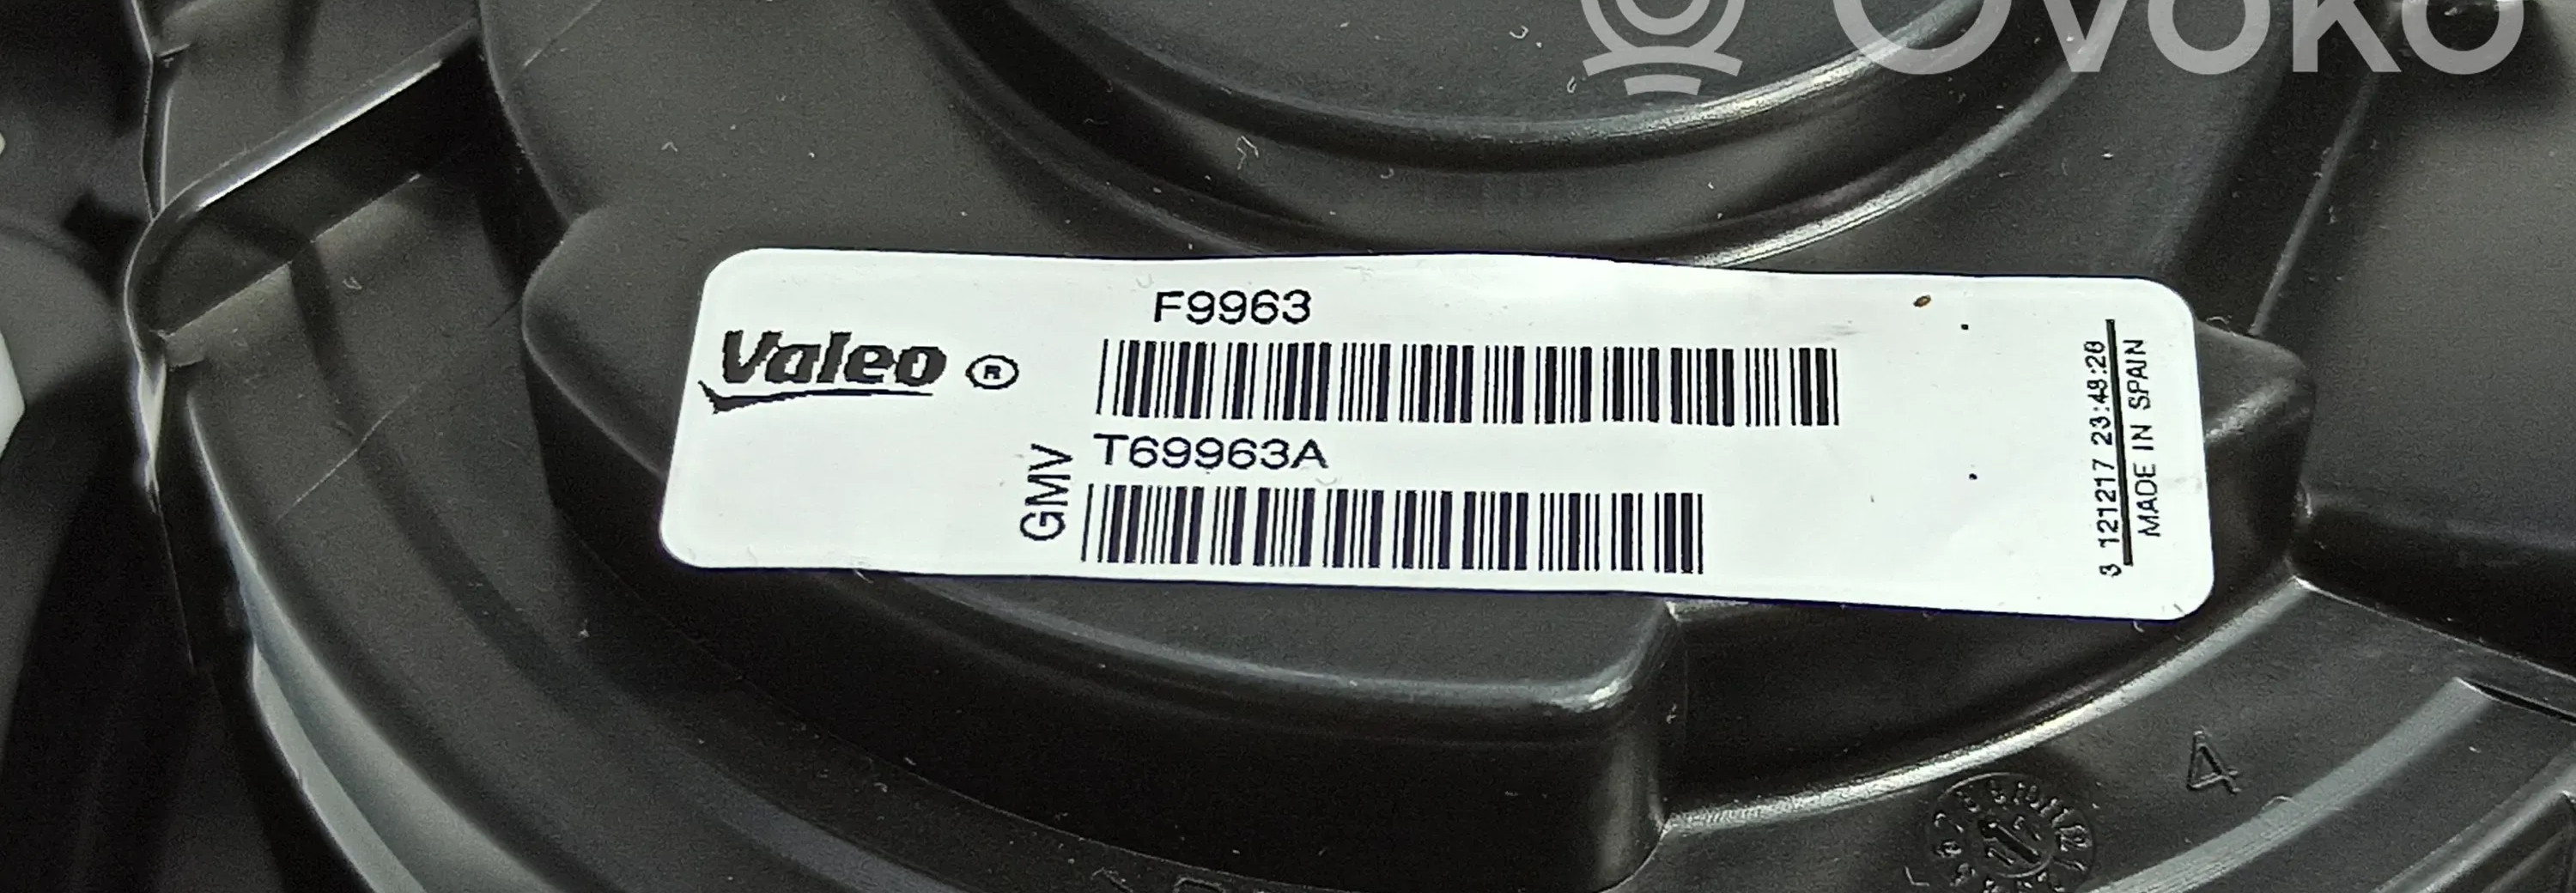 OVOKO
F9963
Valeo ®
GMV T69963A
3 121217 23:48:28
MADE IN SPAIN
4